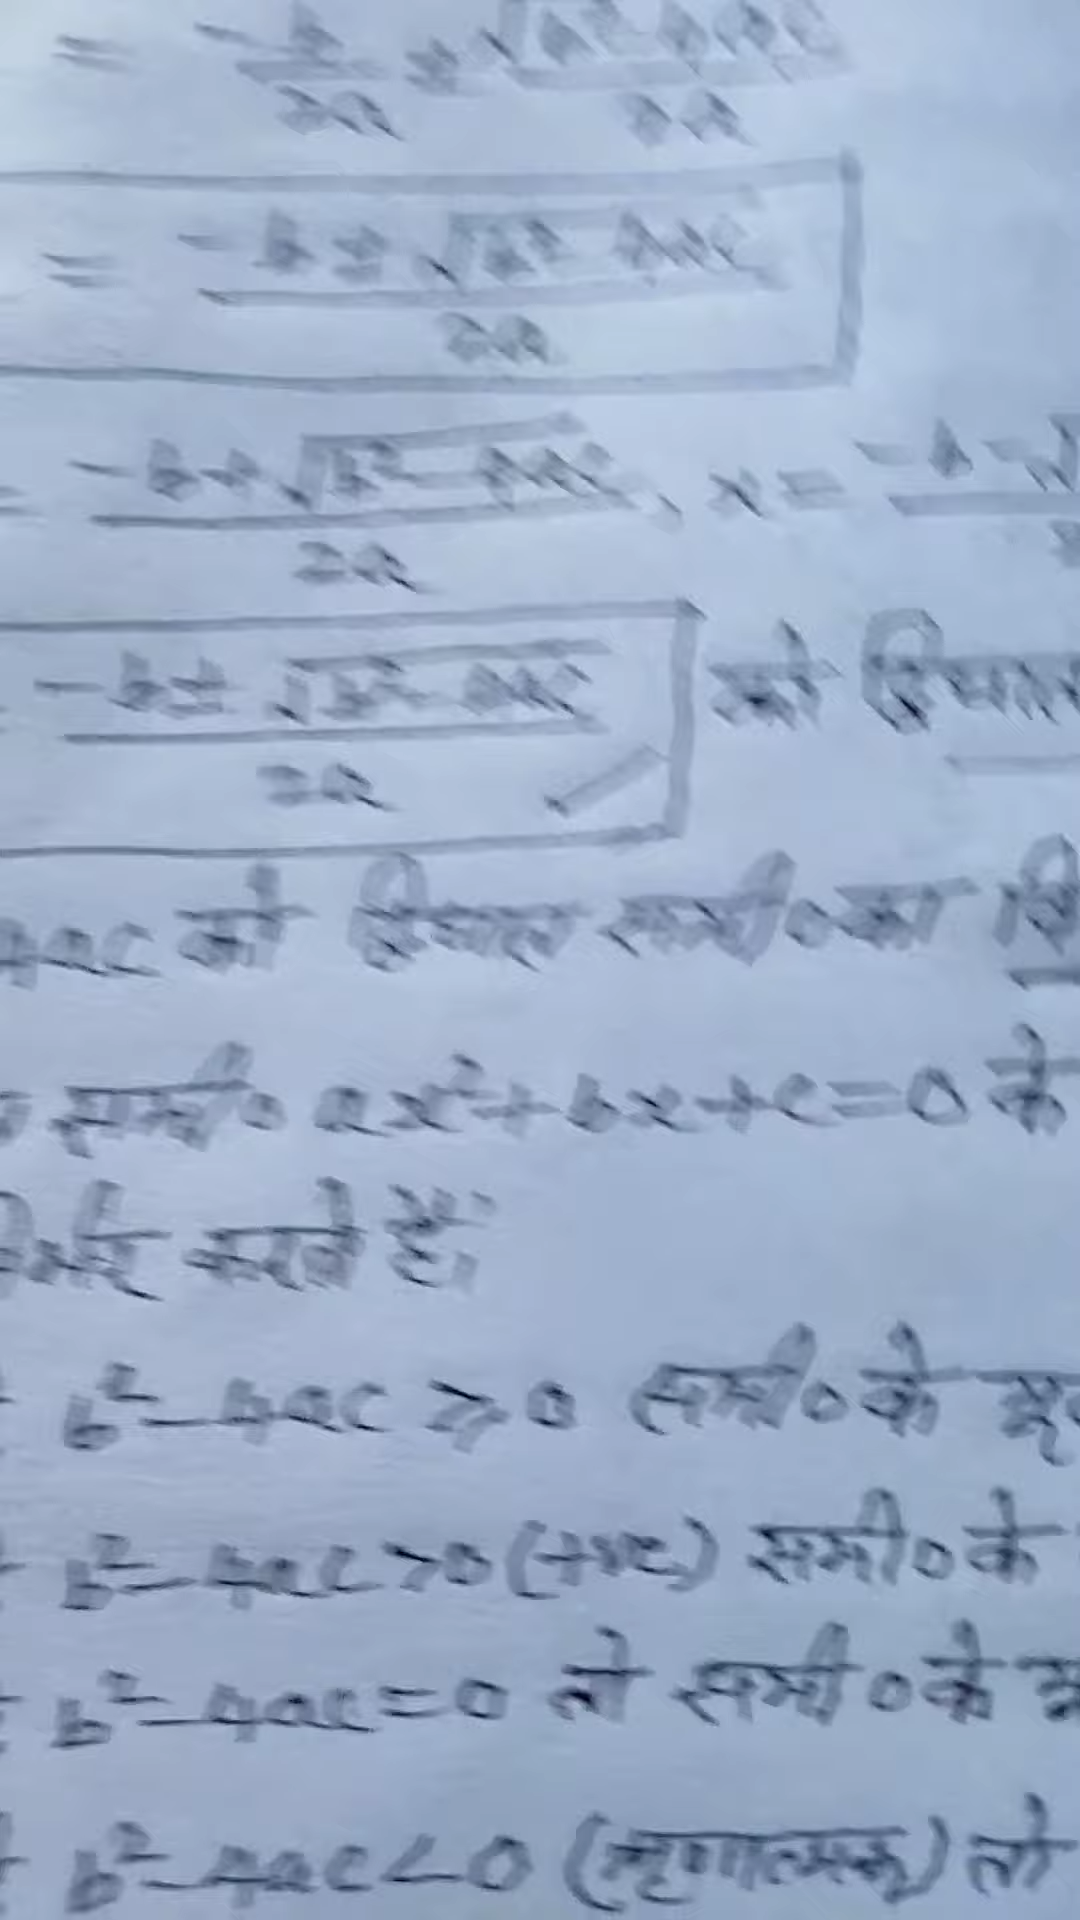 = -b/2a ± √b²-4ac/2a
= -b ± √b²-4ac/2a
-b+√b²-4ac/2a, x = -b-√
-b±√b²-4ac/2a को द्विघात
4ac को द्विघात समी० का
समी० ax²+bx+c=0 के
करते हैं।
b²-4ac ≥ 0 समी० के
b²-4ac>0 (+ve) समी० के
b²-4ac=0 तो समी० के
b²-4ac<0 (ऋणात्मक) तो